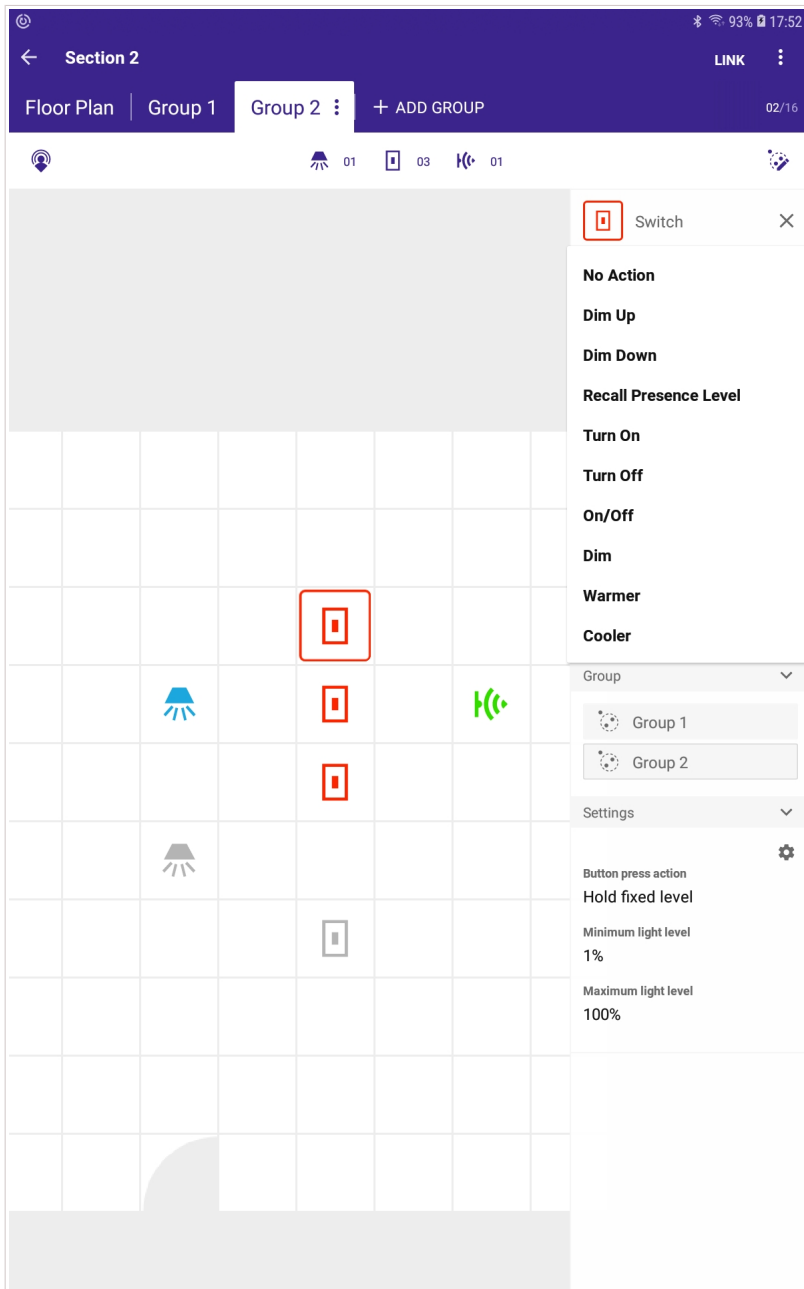 93% 17:52
Section 2
LINK
Floor Plan Group 1 Group 2 + ADD GROUP 02/16
01 03 01
Switch
No Action
Dim Up
Dim Down
Recall Presence Level
Turn On
Turn Off
On/Off
Dim
Warmer
Cooler
Group
Group 1
Group 2
Settings
Button press action
Hold fixed level
Minimum light level
1%
Maximum light level
100%